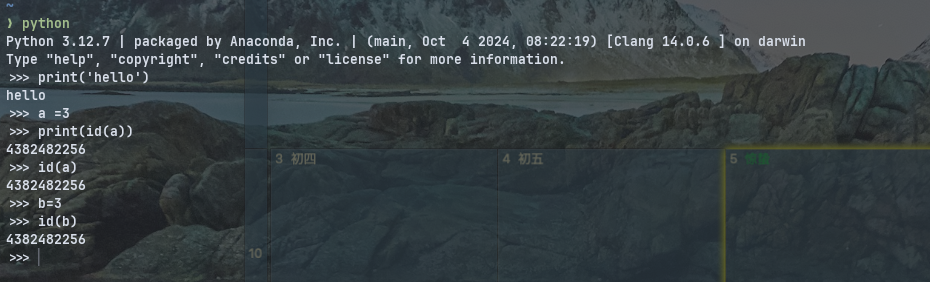 ~
❯ python
Python 3.12.7 | packaged by Anaconda, Inc. | (main, Oct  4 2024, 08:22:19) [Clang 14.0.6 ] on darwin
Type "help", "copyright", "credits" or "license" for more information.
>>> print('hello')
hello
>>> a =3
>>> print(id(a))
4382482256
>>> id(a)
4382482256
>>> b=3
>>> id(b)
4382482256
>>>
3 初四
4 初五
5
10